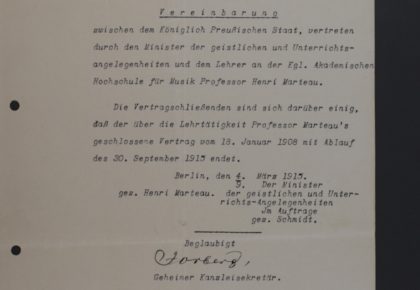 Vereinbarung
zwischen dem Königlich Preußischen Staat, vertreten
durch den Minister der geistlichen und Unterrichts-
angelegenheiten und dem Lehrer an der Kgl. Akademischen
Hochschule für Musik Professor Henri Marteau.
Die Vertragschließenden sind sich darüber einig,
daß der über die Lehrtätigkeit Professor Marteau's
geschlossene Vertrag vom 18. Januar 1908 mit Ablauf
des 30. September 1915 endet.
Berlin, den 4. März 1915.
9. Der Minister
gez. Henri Marteau. der geistlichen und Unter-
richts-Angelegenheiten
Im Auftrage
gez. Schmidt.
Beglaubigt
Geheimer Kanzleisekretär.